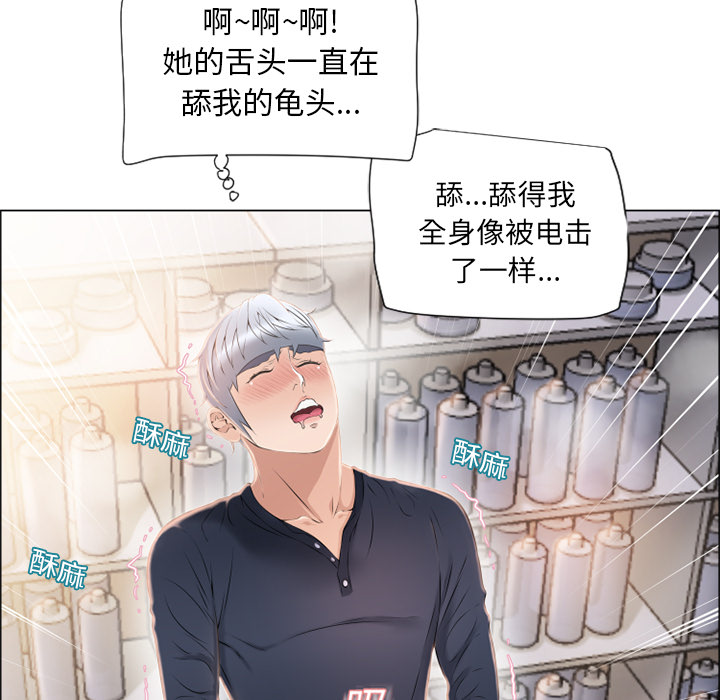 啊~啊~啊!
她的舌头一直在
舔我的龟头...
舔...舔得我
全身像被电击
了一样...
酥麻
酥麻
酥麻